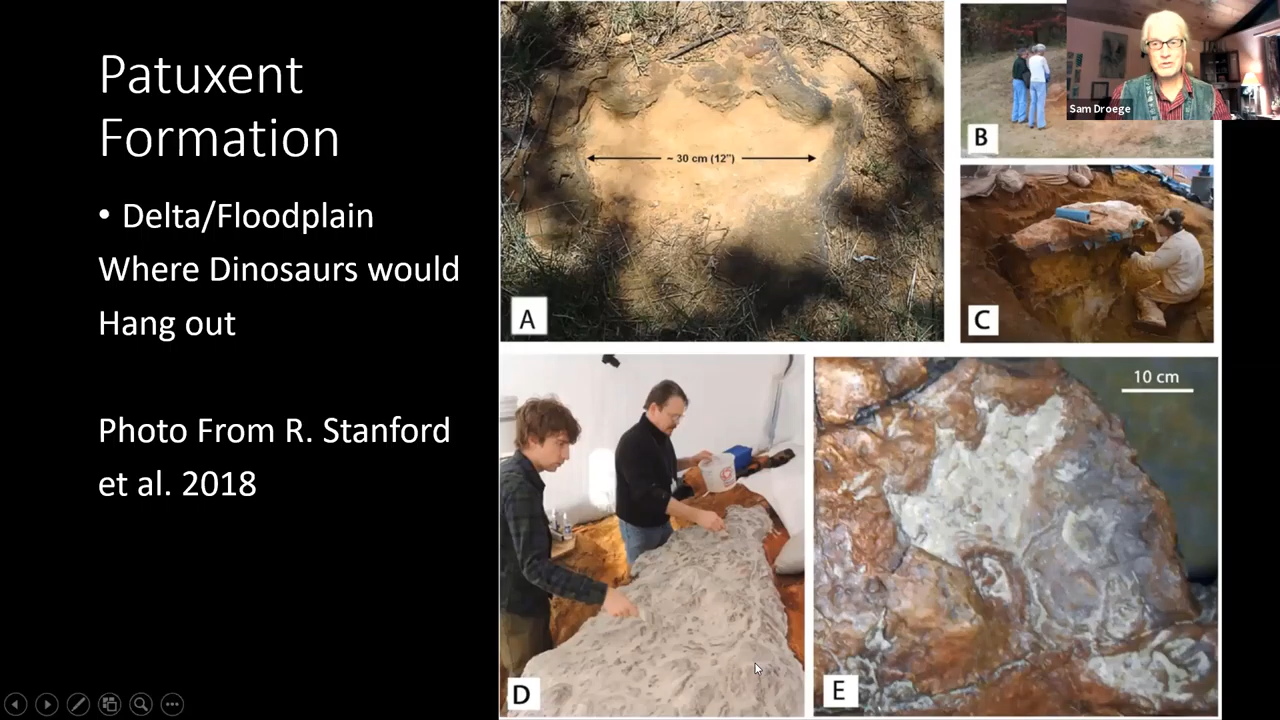 Patuxent
Formation
• Delta/Floodplain
Where Dinosaurs would
Hang out
Photo From R. Stanford
et al. 2018
~ 30 cm (12")
A
B
Sam Droege
C
D
10 cm
E